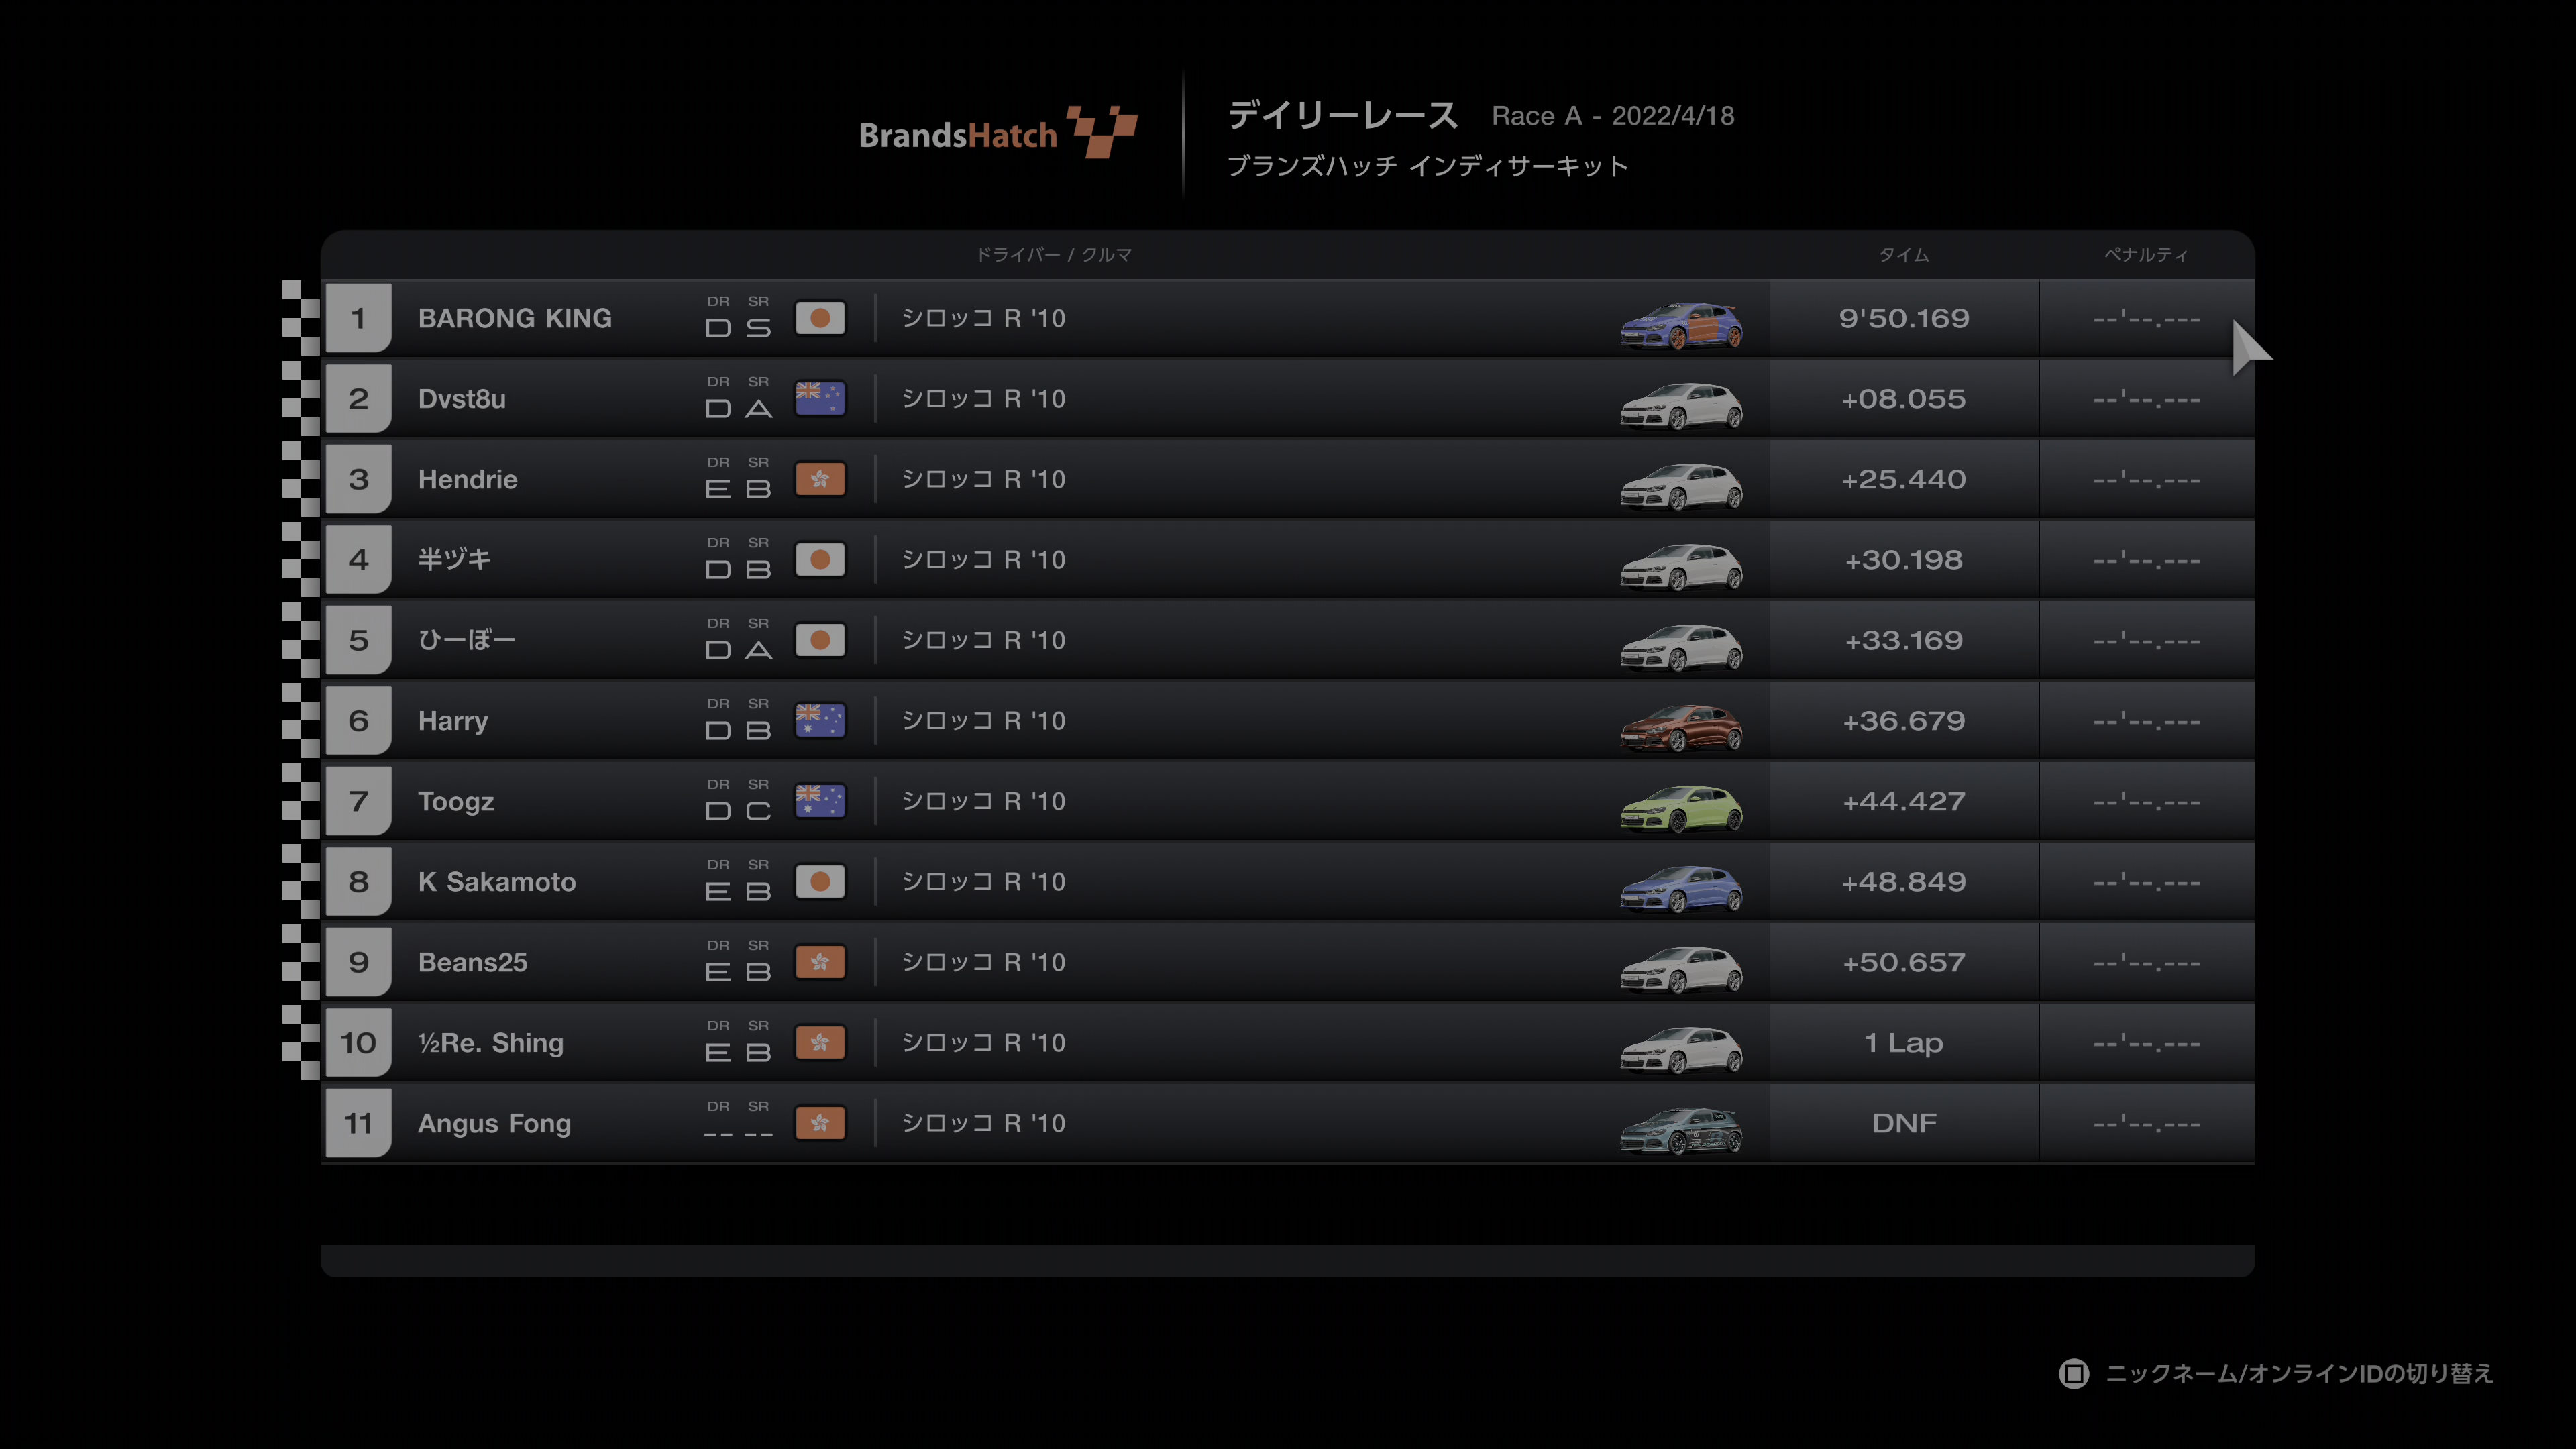 BrandsHatch
デイリーレース Race A - 2022/4/18
ブランズハッチ インディサーキット
ドライバー / クルマ タイム ペナルティ
1 BARONG KING DR D SR S シロッコ R '10 9'50.169 --'--.---
2 Dvst8u DR D SR A シロッコ R '10 +08.055 --'--.---
3 Hendrie DR E SR B シロッコ R '10 +25.440 --'--.---
4 半ヅキ DR D SR B シロッコ R '10 +30.198 --'--.---
5 ひーぼー DR D SR A シロッコ R '10 +33.169 --'--.---
6 Harry DR D SR B シロッコ R '10 +36.679 --'--.---
7 Toogz DR D SR C シロッコ R '10 +44.427 --'--.---
8 K Sakamoto DR E SR B シロッコ R '10 +48.849 --'--.---
9 Beans25 DR E SR B シロッコ R '10 +50.657 --'--.---
10 ½Re. Shing DR E SR B シロッコ R '10 1 Lap --'--.---
11 Angus Fong DR -- SR -- シロッコ R '10 DNF --'--.---
ニックネーム/オンラインIDの切り替え